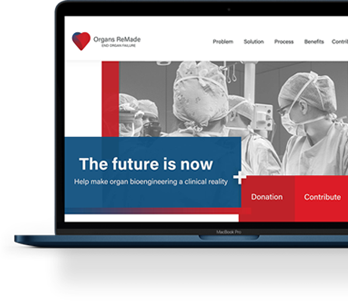 Organs ReMade
END ORGAN FAILURE
Problem Solution Process Benefits Contri
The future is now
Help make organ bioengineering a clinical reality
Donation Contribute
MacBook Pro